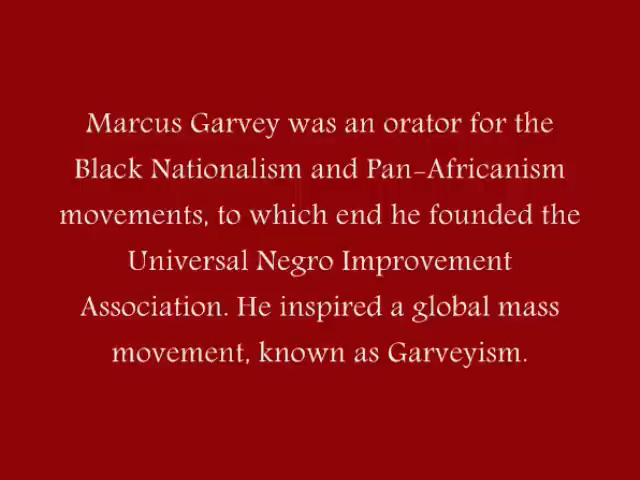 Marcus Garvey was an orator for the
Black Nationalism and Pan-Africanism
movements, to which end he founded the
Universal Negro Improvement
Association. He inspired a global mass
movement, known as Garveyism.